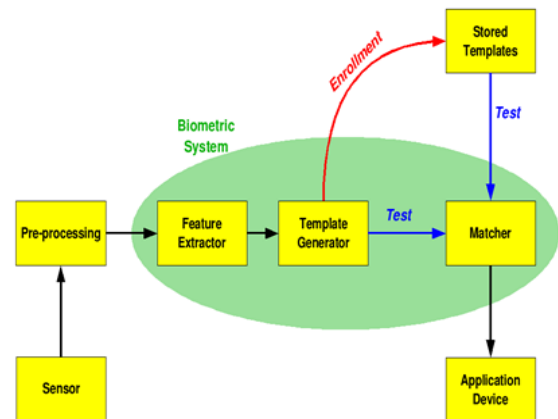 Stored
Templates
Enrollment
Test
Biometric
System
Pre-processing
Feature
Extractor
Template
Generator
Test
Matcher
Sensor
Application
Device